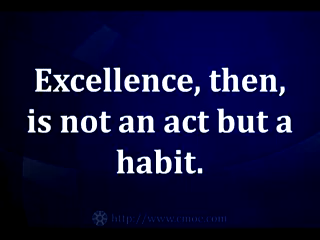 Excellence, then,
is not an act but a
habit.